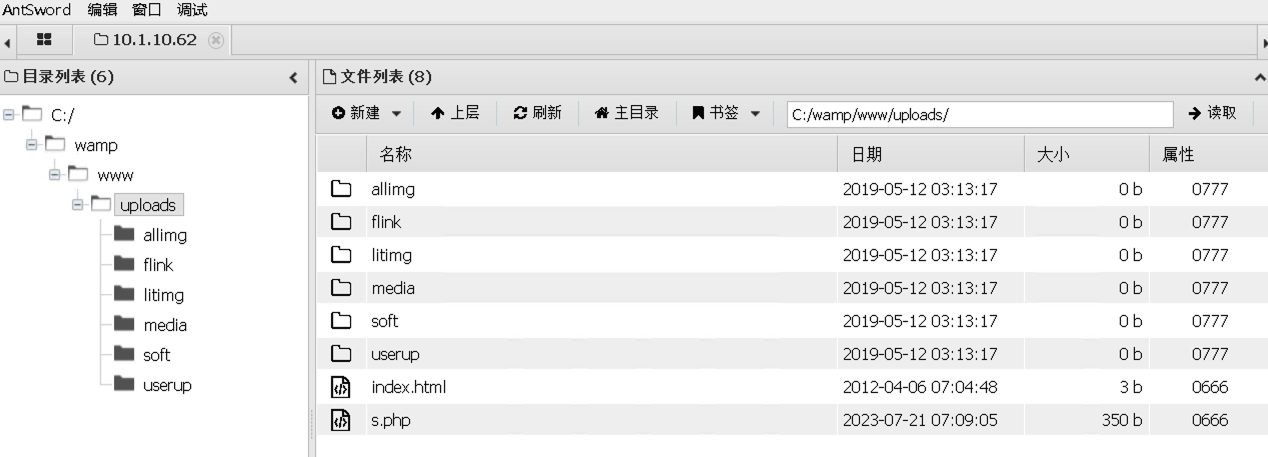 AntSword 编辑 窗口 调试
10.1.10.62
目录列表 (6)
C:/
wamp
www
uploads
allimg
flink
litimg
media
soft
userup
文件列表 (8)
新建 上层 刷新 主目录 书签 C:/wamp/www/uploads/ 读取
名称 日期 大小 属性
allimg 2019-05-12 03:13:17 0 b 0777
flink 2019-05-12 03:13:17 0 b 0777
litimg 2019-05-12 03:13:17 0 b 0777
media 2019-05-12 03:13:17 0 b 0777
soft 2019-05-12 03:13:17 0 b 0777
userup 2019-05-12 03:13:17 0 b 0777
index.html 2012-04-06 07:04:48 3 b 0666
s.php 2023-07-21 07:09:05 350 b 0666